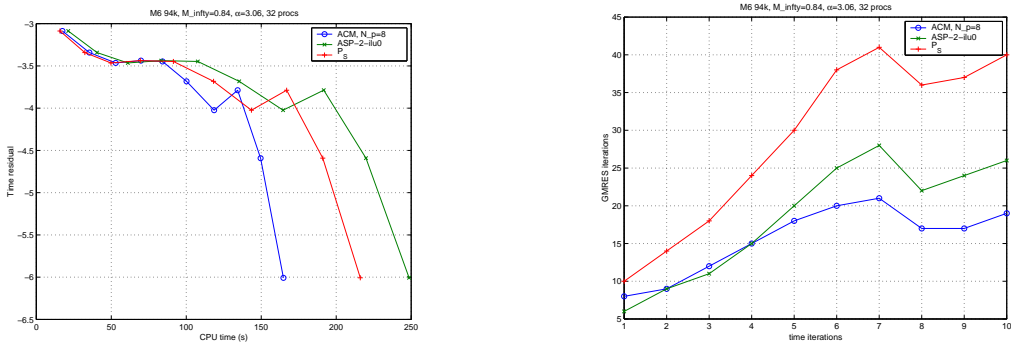 M6 94k, M_infty=0.84, α=3.06, 32 procs
ACM, N_p=8
ASP-2-ilu0
P_S
Time residual
-3
-3.5
-4
-4.5
-5
-5.5
-6
-6.5
0 50 100 150 200 250
CPU time (s)
M6 94k, M_infty=0.84, α=3.06, 32 procs
ACM, N_p=8
ASP-2-ilu0
P_S
GMRES iterations
45
40
35
30
25
20
15
10
5
1 2 3 4 5 6 7 8 9 10
time iterations